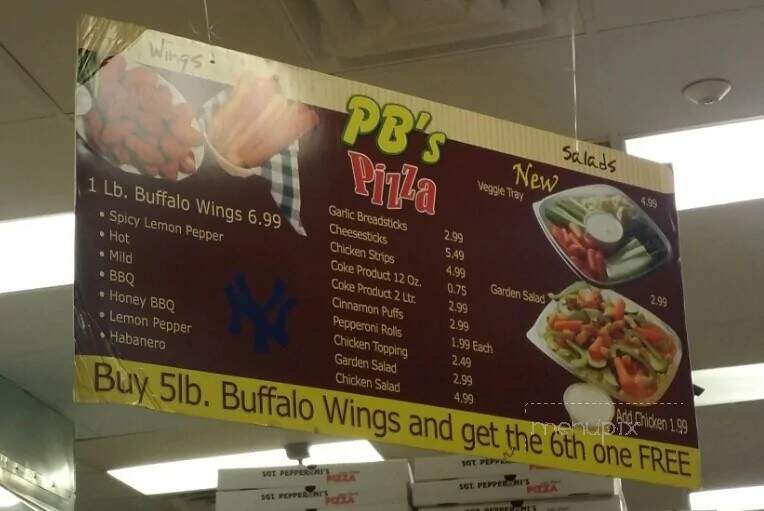 Wings
Salads
PB's
Pizza
New
Veggie Tray 4.99
1 Lb. Buffalo Wings 6.99
• Spicy Lemon Pepper
• Hot
• Mild
• BBQ
• Honey BBQ
• Lemon Pepper
• Habanero
NY
Garlic Breadsticks 2.99
Cheesesticks 5.49
Chicken Strips 4.99
Coke Product 12 Oz. 0.75
Coke Product 2 Ltr. 2.99
Cinnamon Puffs 2.99
Pepperoni Rolls 1.99 Each
Chicken Topping 2.49
Garden Salad 2.99
Chicken Salad 4.99
Garden Salad 2.99
Add Chicken 1.99
Buy 5lb. Buffalo Wings and get the 6th one FREE
menupix
SGT. PEPPERONI'S PIZZA
SGT. PEPPERONI'S PIZZA
SGT. PEPPERONI'S PIZZA